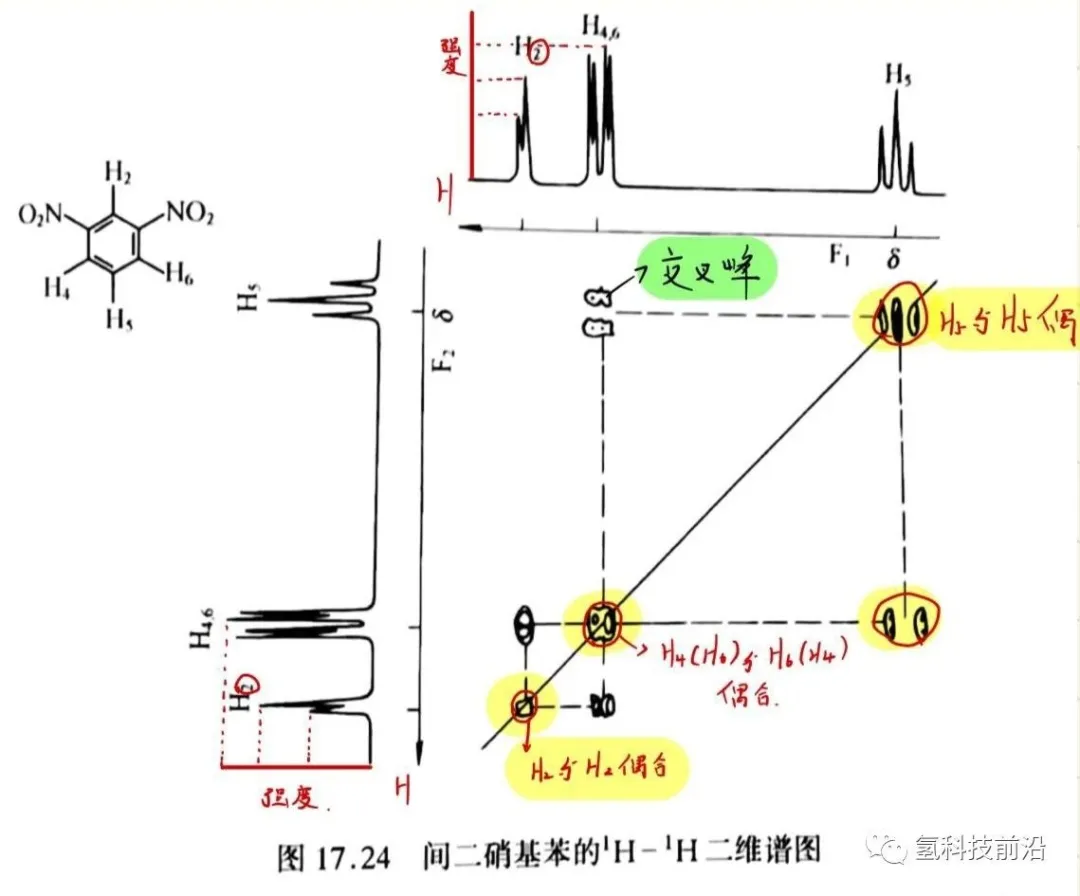 强度
H₂
H₄,₆
H₅
H
F₁ δ
H₂
O₂N NO₂
H₄ H₆
H₅
交叉峰
H₅
δ
F₂
H₅与H₅偶
H₄,₆
H₂
H₄(H₆)与H₆(H₄)
偶合.
H₂与H₂偶合
强度.
H
图 17.24 间二硝基苯的¹H-¹H 二维谱图
氢科技前沿